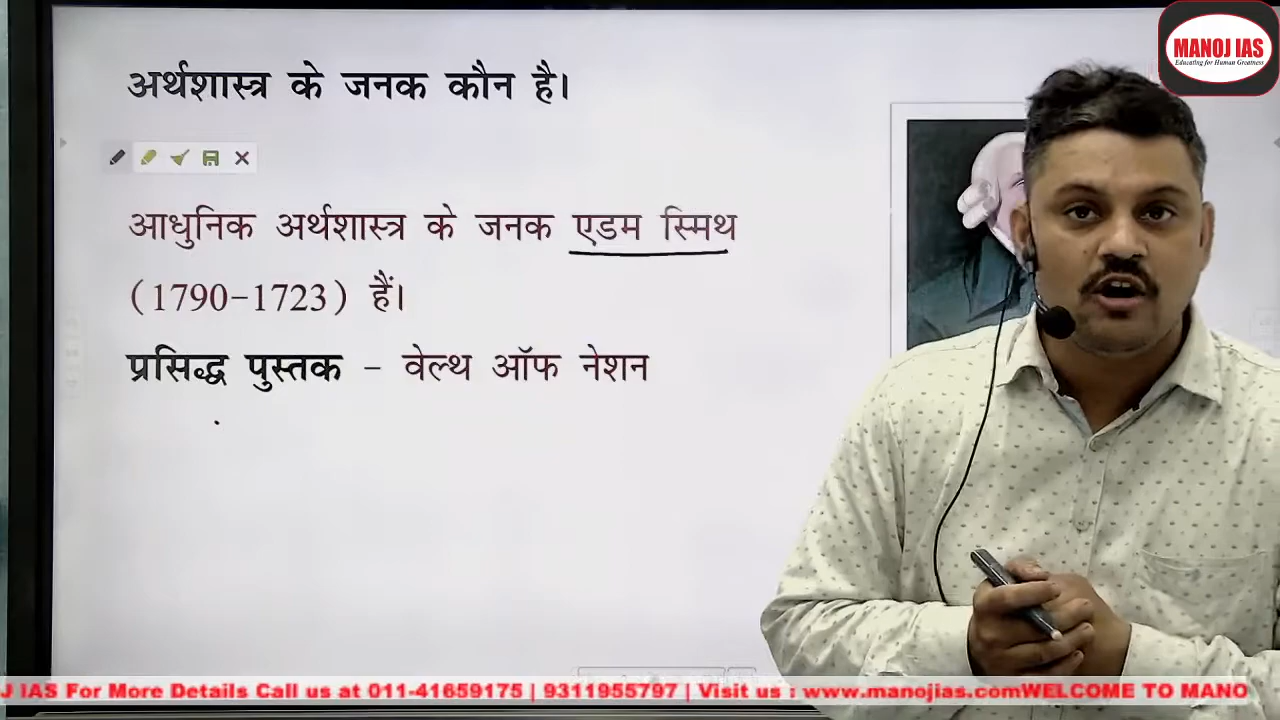 MANOJ IAS
Educating for Human Greatness
अर्थशास्त्र के जनक कौन है।
आधुनिक अर्थशास्त्र के जनक एडम स्मिथ
(1790-1723) हैं।
प्रसिद्ध पुस्तक - वेल्थ ऑफ नेशन
J IAS For More Details Call us at 011-41659175 | 9311955797 | Visit us : www.manojias.comWELCOME TO MANO